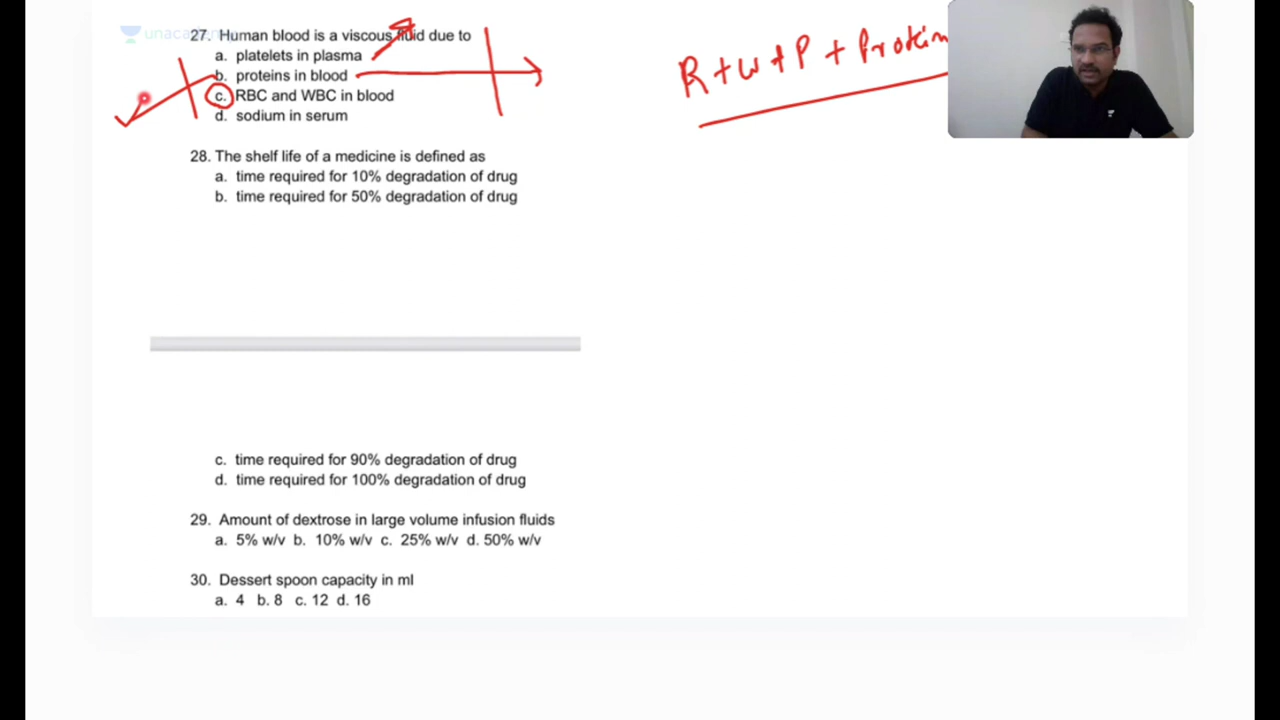 unacademy
27. Human blood is a viscous fluid due to
R+W+P + Protein
a. platelets in plasma
b. proteins in blood
c. RBC and WBC in blood
d. sodium in serum
28. The shelf life of a medicine is defined as
a. time required for 10% degradation of drug
b. time required for 50% degradation of drug
c. time required for 90% degradation of drug
d. time required for 100% degradation of drug
29. Amount of dextrose in large volume infusion fluids
a. 5% w/v b. 10% w/v c. 25% w/v d. 50% w/v
30. Dessert spoon capacity in ml
a. 4 b. 8 c. 12 d. 16